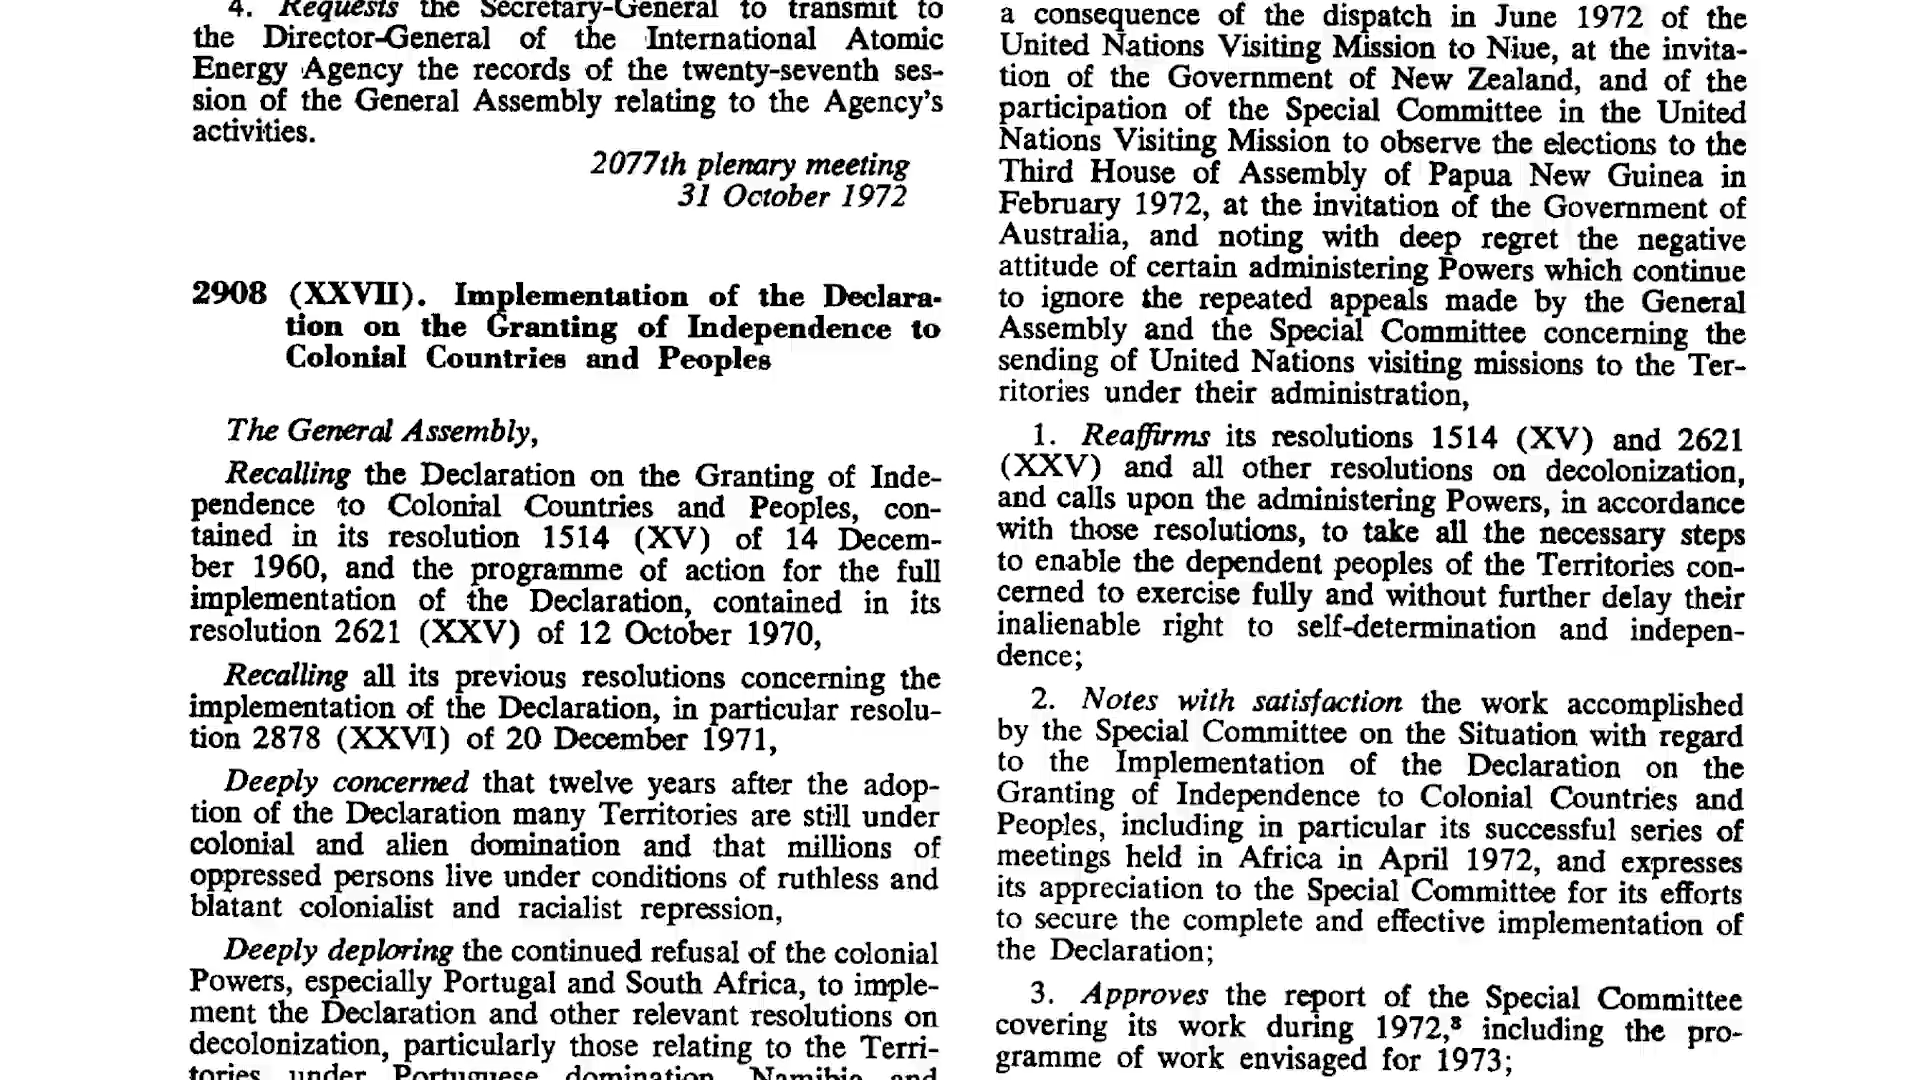 4. Requests the Secretary-General to transmit to
the Director-General of the International Atomic
Energy Agency the records of the twenty-seventh ses-
sion of the General Assembly relating to the Agency's
activities.
2077th plenary meeting
31 October 1972
2908 (XXVII). Implementation of the Declara-
tion on the Granting of Independence to
Colonial Countries and Peoples
The General Assembly,
Recalling the Declaration on the Granting of Inde-
pendence to Colonial Countries and Peoples, con-
tained in its resolution 1514 (XV) of 14 Decem-
ber 1960, and the programme of action for the full
implementation of the Declaration, contained in its
resolution 2621 (XXV) of 12 October 1970,
Recalling all its previous resolutions concerning the
implementation of the Declaration, in particular resolu-
tion 2878 (XXVI) of 20 December 1971,
Deeply concerned that twelve years after the adop-
tion of the Declaration many Territories are still under
colonial and alien domination and that millions of
oppressed persons live under conditions of ruthless and
blatant colonialist and racialist repression,
Deeply deploring the continued refusal of the colonial
Powers, especially Portugal and South Africa, to imple-
ment the Declaration and other relevant resolutions on
decolonization, particularly those relating to the Terri-
tories under Portuguese domination, Namibia and
a consequence of the dispatch in June 1972 of the
United Nations Visiting Mission to Niue, at the invita-
tion of the Government of New Zealand, and of the
participation of the Special Committee in the United
Nations Visiting Mission to observe the elections to the
Third House of Assembly of Papua New Guinea in
February 1972, at the invitation of the Government of
Australia, and noting with deep regret the negative
attitude of certain administering Powers which continue
to ignore the repeated appeals made by the General
Assembly and the Special Committee concerning the
sending of United Nations visiting missions to the Ter-
ritories under their administration,
1. Reaffirms its resolutions 1514 (XV) and 2621
(XXV) and all other resolutions on decolonization,
and calls upon the administering Powers, in accordance
with those resolutions, to take all the necessary steps
to enable the dependent peoples of the Territories con-
cerned to exercise fully and without further delay their
inalienable right to self-determination and indepen-
dence;
2. Notes with satisfaction the work accomplished
by the Special Committee on the Situation with regard
to the Implementation of the Declaration on the
Granting of Independence to Colonial Countries and
Peoples, including in particular its successful series of
meetings held in Africa in April 1972, and expresses
its appreciation to the Special Committee for its efforts
to secure the complete and effective implementation of
the Declaration;
3. Approves the report of the Special Committee
covering its work during 1972,⁸ including the pro-
gramme of work envisaged for 1973;